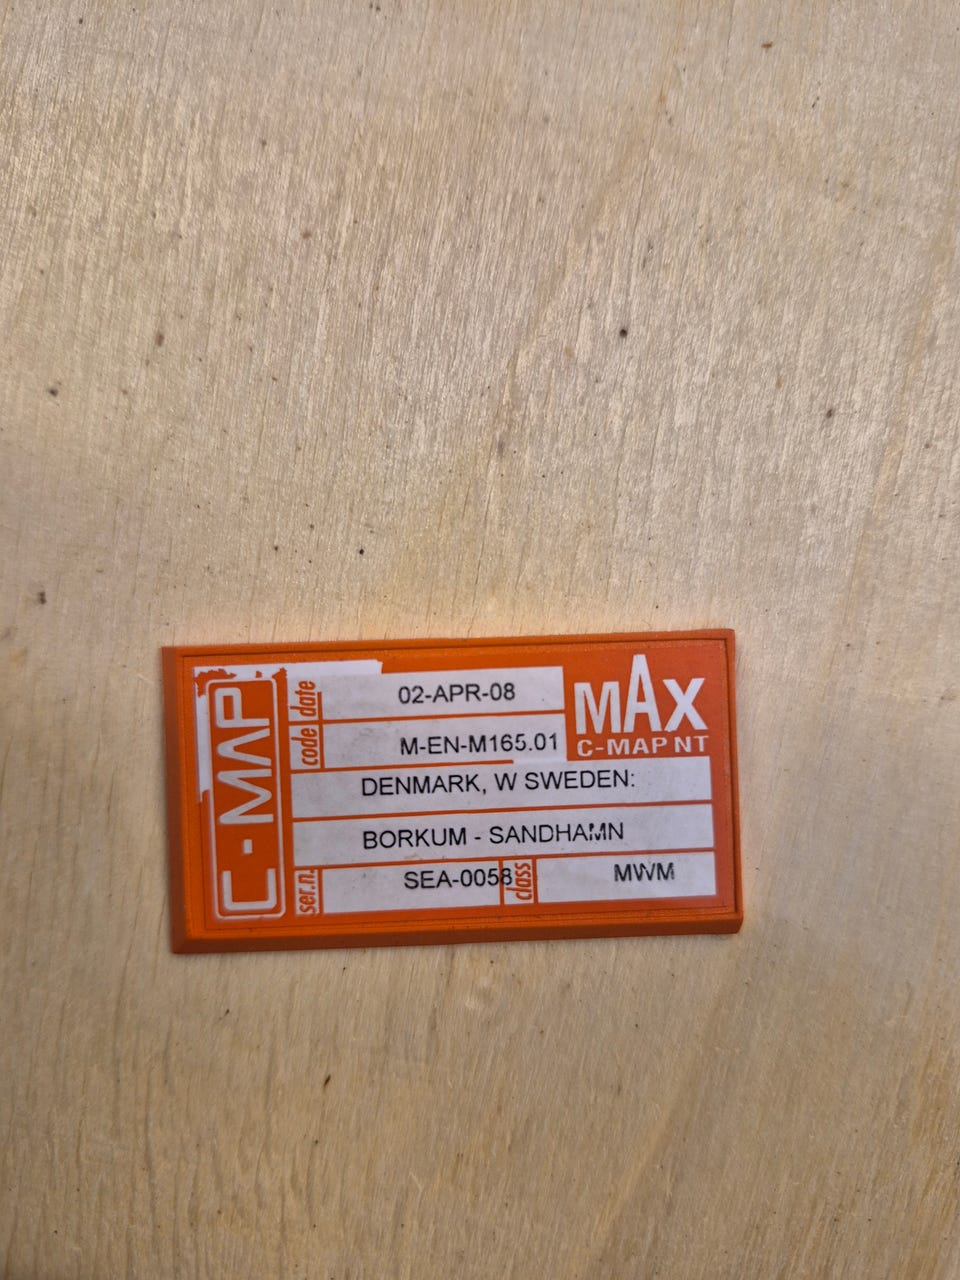 C-MAP
date 02-APR-08
MAX
code M-EN-M165.01
C-MAP NT
DENMARK, W SWEDEN:
BORKUM - SANDHAMN
ser.n. SEA-0058
class MWM